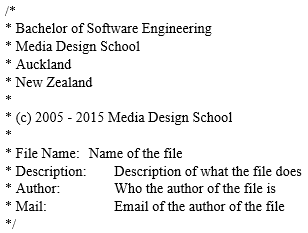 /*
* Bachelor of Software Engineering
* Media Design School
* Auckland
* New Zealand
*
* (c) 2005 - 2015 Media Design School
*
* File Name: Name of the file
* Description: Description of what the file does
* Author: Who the author of the file is
* Mail: Email of the author of the file
*/